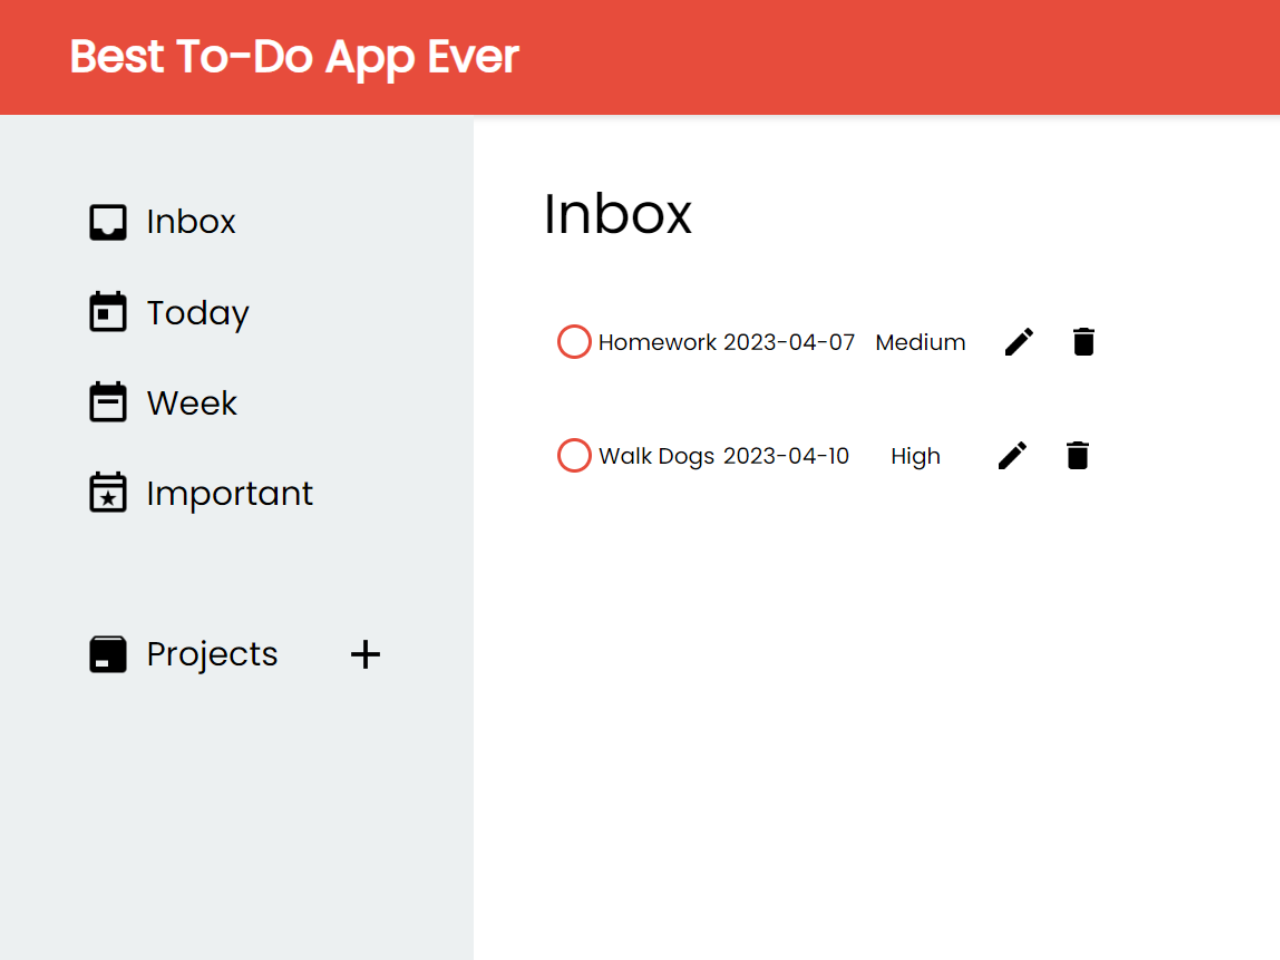 Best To-Do App Ever
Inbox
Today
Week
Important
Projects
Inbox
Homework 2023-04-07 Medium
Walk Dogs 2023-04-10 High